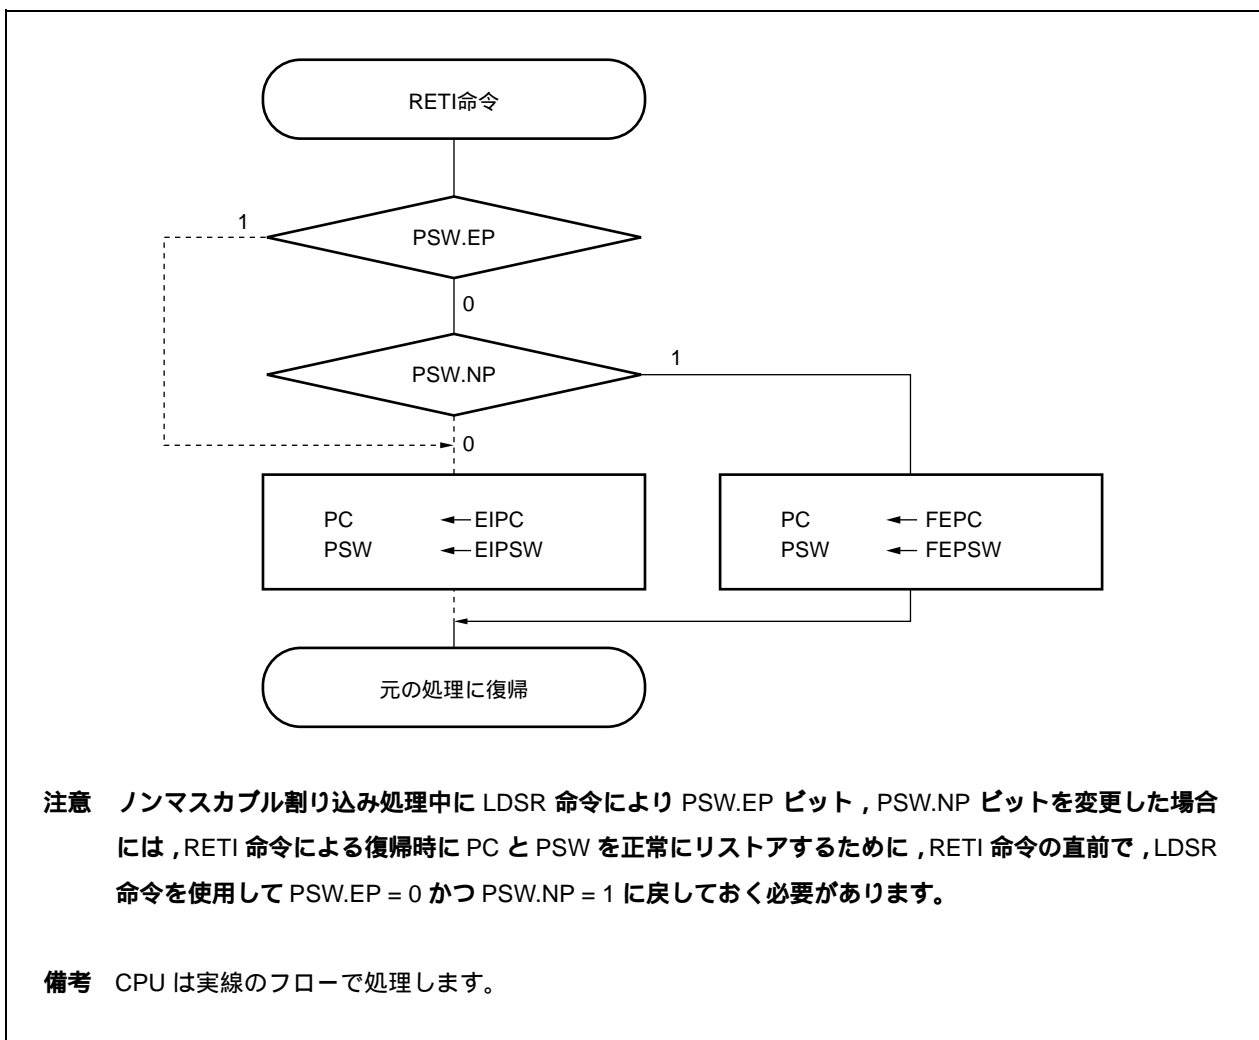 RETI命令
1
PSW.EP
0
PSW.NP
1
0
PC ← EIPC
PSW ← EIPSW
PC ← FEPC
PSW ← FEPSW
元の処理に復帰
注意 ノンマスカブル割り込み処理中に LDSR 命令により PSW.EP ビット，PSW.NP ビットを変更した場合
には，RETI 命令による復帰時に PC と PSW を正常にリストアするために，RETI 命令の直前で，LDSR
命令を使用して PSW.EP = 0 かつ PSW.NP = 1 に戻しておく必要があります。
備考 CPU は実線のフローで処理します。